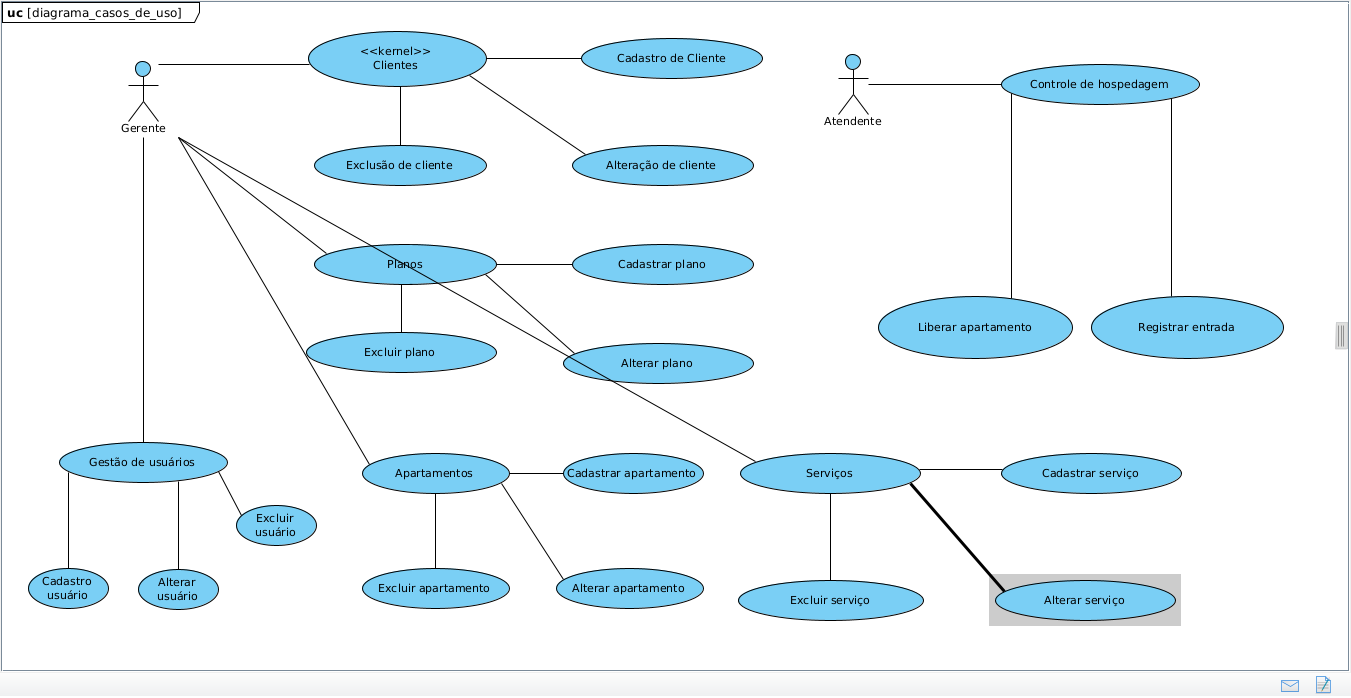 uc [diagrama_casos_de_uso]
<<kernel>>
Clientes
Cadastro de Cliente
Controle de hospedagem
Gerente
Atendente
Exclusão de cliente
Alteração de cliente
Planos
Cadastrar plano
Liberar apartamento
Registrar entrada
Excluir plano
Alterar plano
Gestão de usuários
Apartamentos
Cadastrar apartamento
Serviços
Cadastrar serviço
Excluir
usuário
Cadastro
usuário
Alterar
usuário
Excluir apartamento
Alterar apartamento
Excluir serviço
Alterar serviço